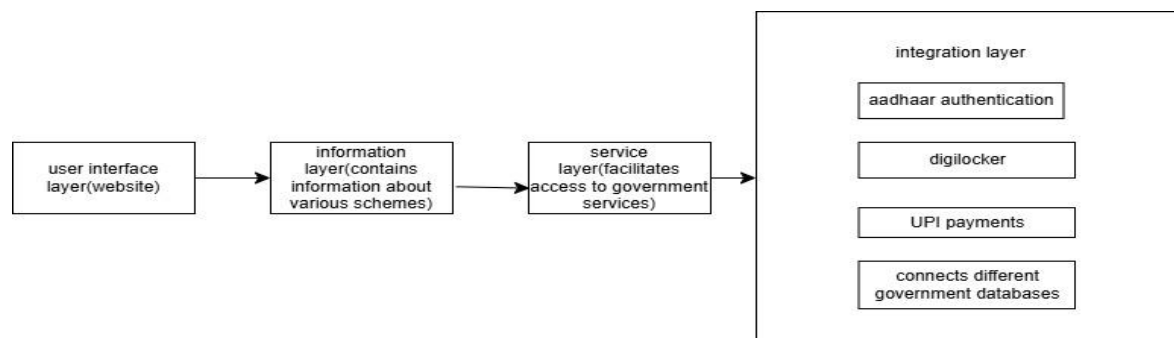 user interface
layer(website)
information
layer(contains
information about
various schemes)
service
layer(facilitates
access to government
services)
integration layer
aadhaar authentication
digilocker
UPI payments
connects different
government databases